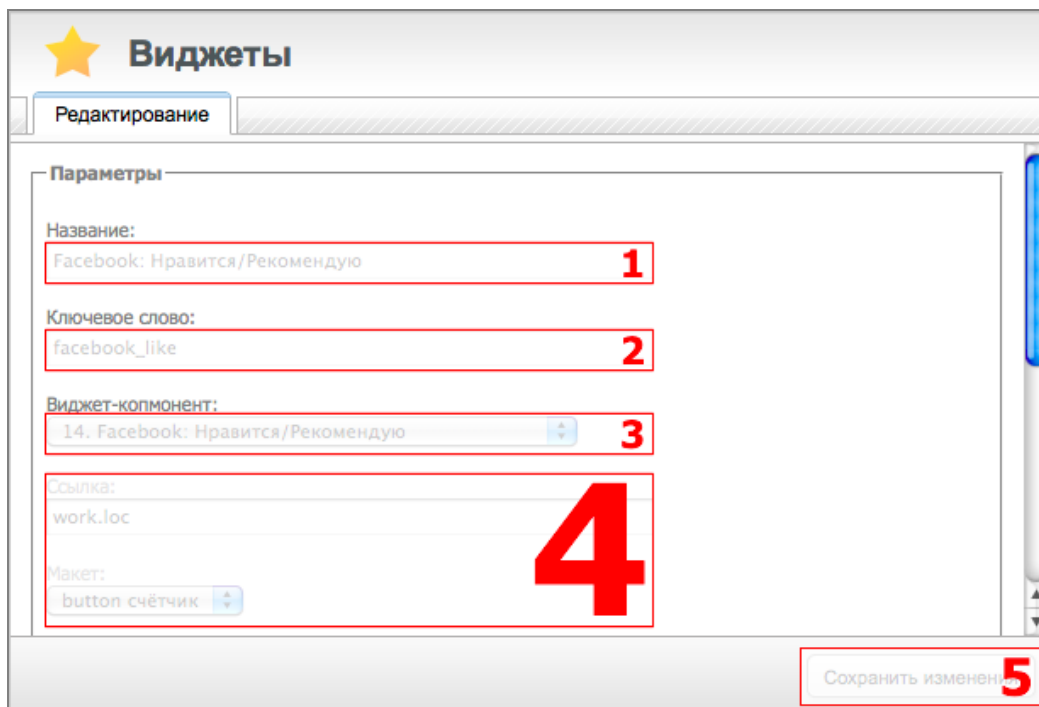 Виджеты
Редактирование
Параметры
Название:
Facebook: Нравится/Рекомендую 1
Ключевое слово:
facebook_like 2
Виджет-копмонент:
14. Facebook: Нравится/Рекомендую 3
Ссылка:
work.loc
4
Макет:
button счётчик
Сохранить изменения 5